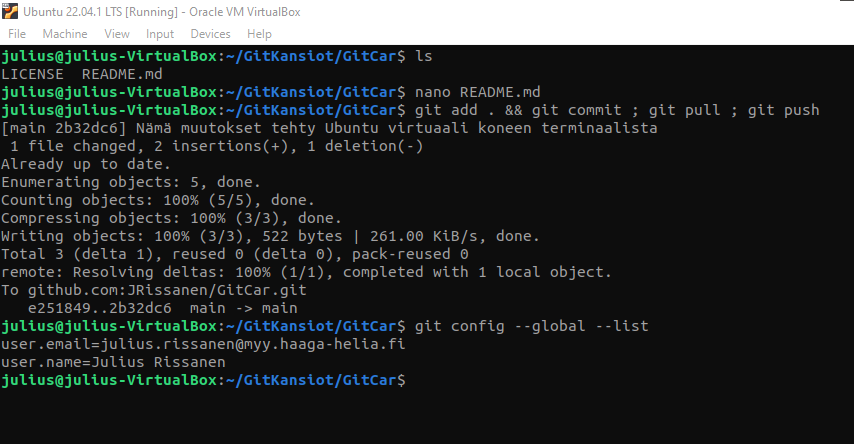 Ubuntu 22.04.1 LTS [Running] - Oracle VM VirtualBox
File Machine View Input Devices Help
julius@julius-VirtualBox:~/GitKansiot/GitCar$ ls
LICENSE  README.md
julius@julius-VirtualBox:~/GitKansiot/GitCar$ nano README.md
julius@julius-VirtualBox:~/GitKansiot/GitCar$ git add . && git commit ; git pull ; git push
[main 2b32dc6] Nämä muutokset tehty Ubuntu virtuaali koneen terminaalista
 1 file changed, 2 insertions(+), 1 deletion(-)
Already up to date.
Enumerating objects: 5, done.
Counting objects: 100% (5/5), done.
Compressing objects: 100% (3/3), done.
Writing objects: 100% (3/3), 522 bytes | 261.00 KiB/s, done.
Total 3 (delta 1), reused 0 (delta 0), pack-reused 0
remote: Resolving deltas: 100% (1/1), completed with 1 local object.
To github.com:JRissanen/GitCar.git
   e251849..2b32dc6  main -> main
julius@julius-VirtualBox:~/GitKansiot/GitCar$ git config --global --list
user.email=julius.rissanen@myy.haaga-helia.fi
user.name=Julius Rissanen
julius@julius-VirtualBox:~/GitKansiot/GitCar$